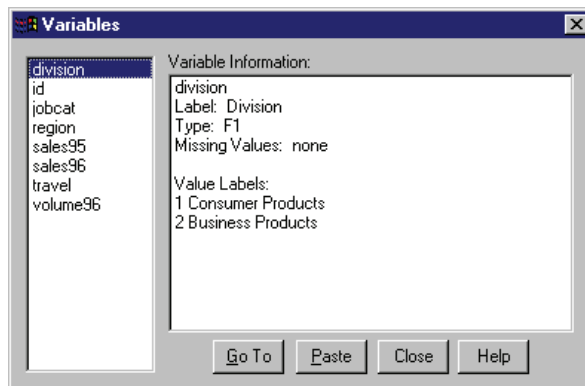 Variables
division
id
jobcat
region
sales95
sales96
travel
volume96
Variable Information:
division
Label: Division
Type: F1
Missing Values: none
Value Labels:
1 Consumer Products
2 Business Products
Go To
Paste
Close
Help